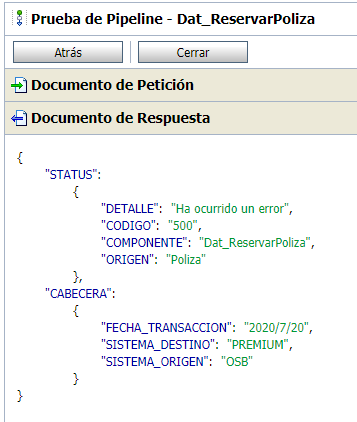 Prueba de Pipeline - Dat_ReservarPoliza
Atrás Cerrar
Documento de Petición
Documento de Respuesta
{
"STATUS":
{
"DETALLE": "Ha ocurrido un error",
"CODIGO": "500",
"COMPONENTE": "Dat_ReservarPoliza",
"ORIGEN": "Poliza"
},
"CABECERA":
{
"FECHA_TRANSACCION": "2020/7/20",
"SISTEMA_DESTINO": "PREMIUM",
"SISTEMA_ORIGEN": "OSB"
}
}